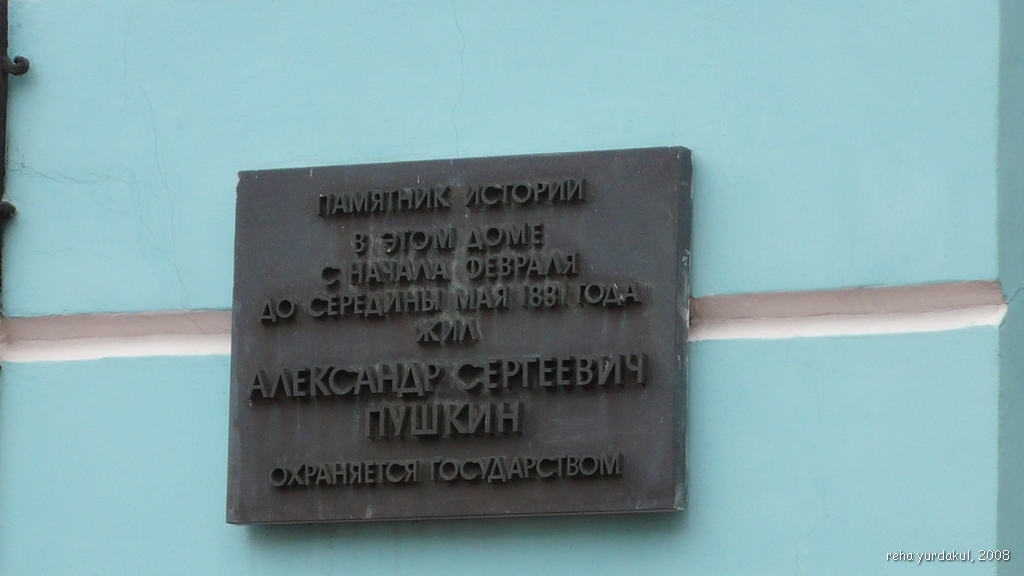 ПАМЯТНИК ИСТОРИИ
В ЭТОМ ДОМЕ
С НАЧАЛА ФЕВРАЛЯ
ДО СЕРЕДИНЫ МАЯ 1831 ГОДА
ЖИЛ
АЛЕКСАНДР СЕРГЕЕВИЧ
ПУШКИН
ОХРАНЯЕТСЯ ГОСУДАРСТВОМ
reha yurdakul, 2008